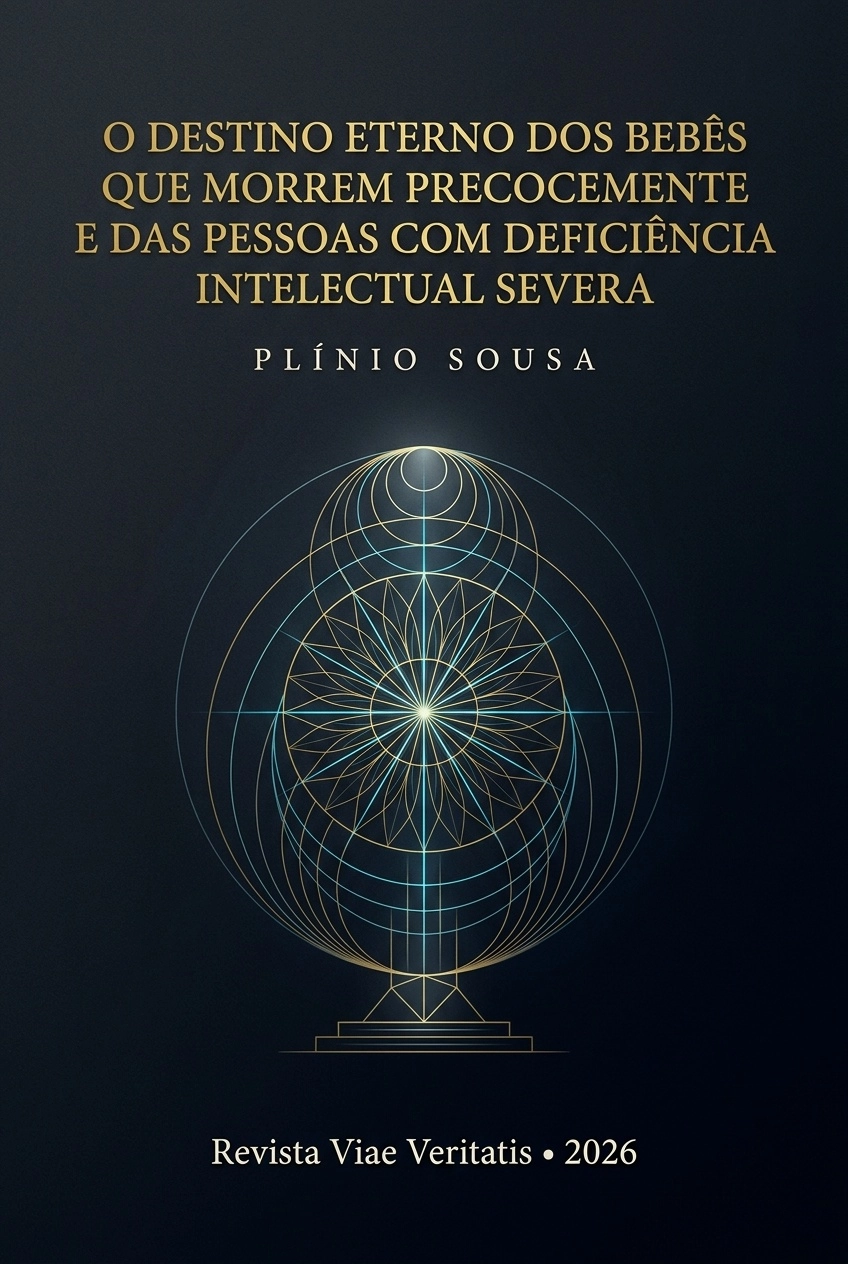 O DESTINO ETERNO DOS BEBÊS
QUE MORREM PRECOCEMENTE
E DAS PESSOAS COM DEFICIÊNCIA
INTELECTUAL SEVERA
PLÍNIO SOUSA
Revista Viae Veritatis • 2026